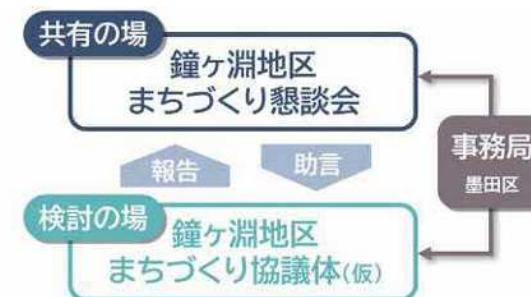 共有の場
鐘ヶ淵地区
まちづくり懇談会
報告
助言
事務局
墨田区
検討の場
鐘ヶ淵地区
まちづくり協議体(仮)